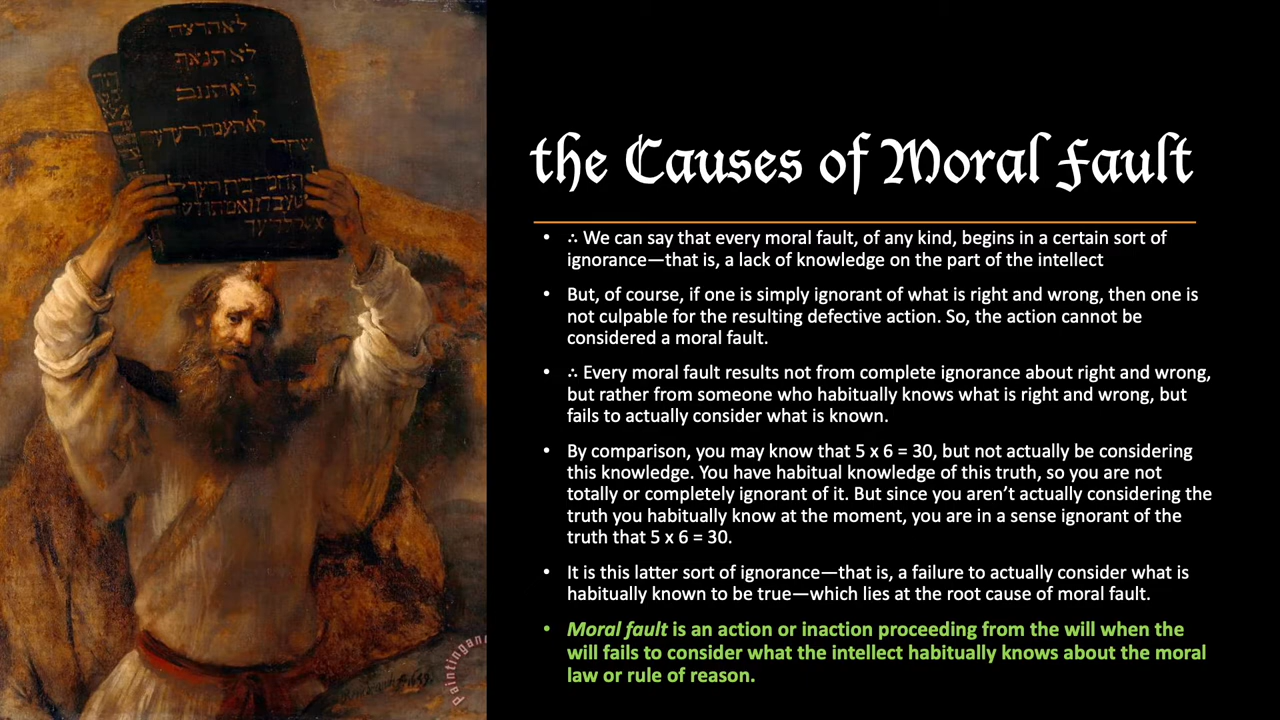 לא תרצח
לא תנאף
לא תגנב
the Causes of Moral Fault
• ∴ We can say that every moral fault, of any kind, begins in a certain sort of
ignorance—that is, a lack of knowledge on the part of the intellect
• But, of course, if one is simply ignorant of what is right and wrong, then one is
not culpable for the resulting defective action. So, the action cannot be
considered a moral fault.
• ∴ Every moral fault results not from complete ignorance about right and wrong,
but rather from someone who habitually knows what is right and wrong, but
fails to actually consider what is known.
• By comparison, you may know that 5 x 6 = 30, but not actually be considering
this knowledge. You have habitual knowledge of this truth, so you are not
totally or completely ignorant of it. But since you aren’t actually considering the
truth you habitually know at the moment, you are in a sense ignorant of the
truth that 5 x 6 = 30.
• It is this latter sort of ignorance—that is, a failure to actually consider what is
habitually known to be true—which lies at the root cause of moral fault.
• Moral fault is an action or inaction proceeding from the will when the
will fails to consider what the intellect habitually knows about the moral
law or rule of reason.